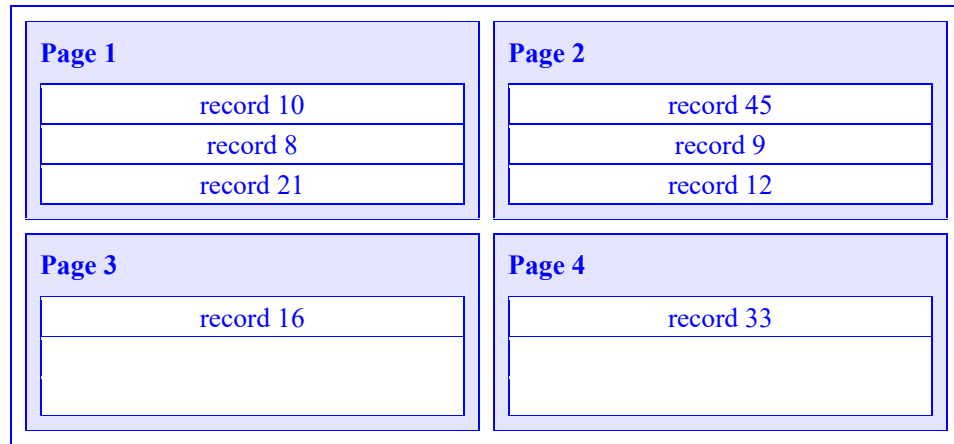 Page 1
record 10
record 8
record 21
Page 2
record 45
record 9
record 12
Page 3
record 16
Page 4
record 33